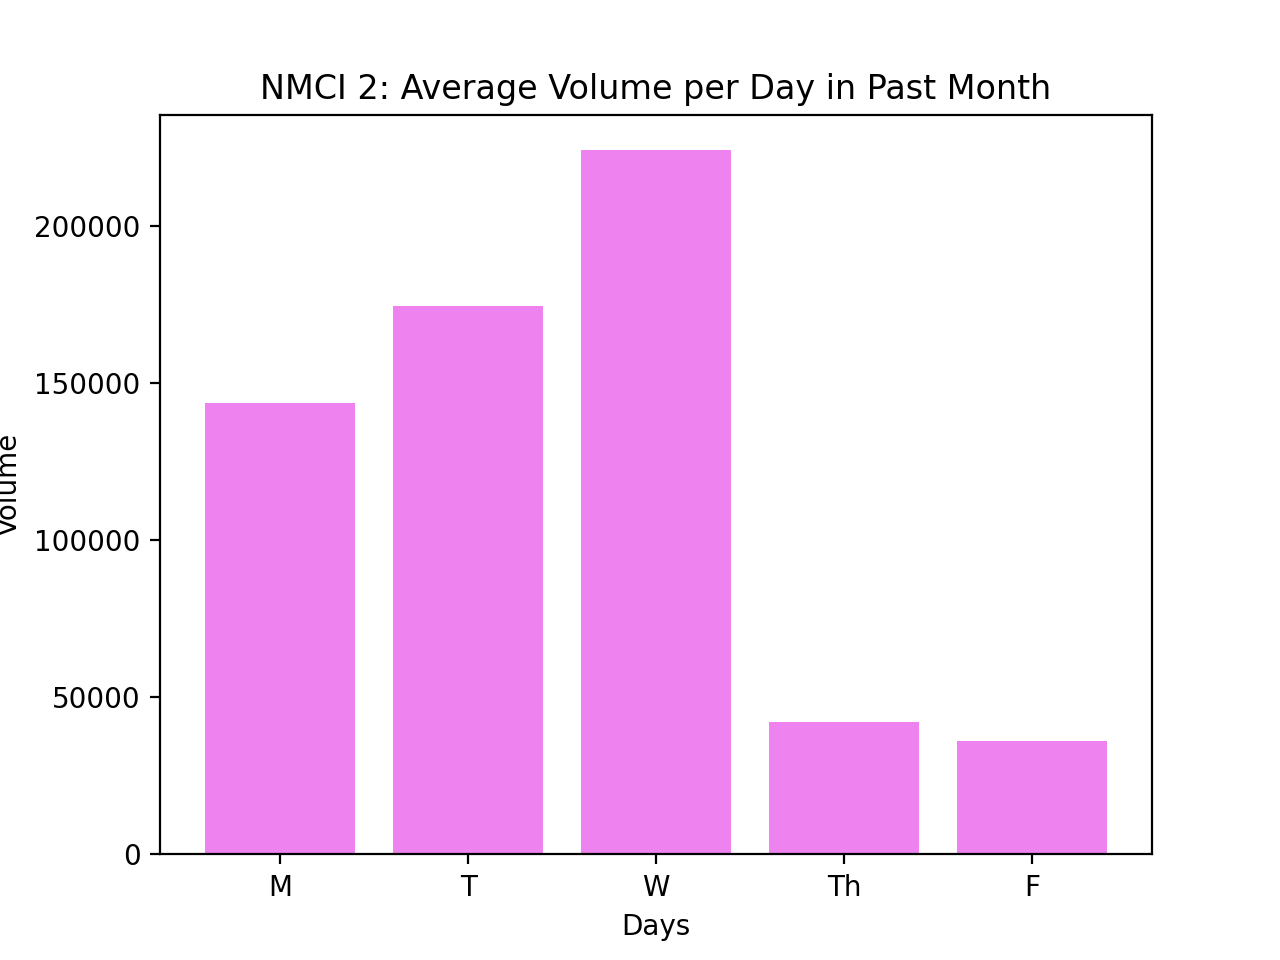 NMCI 2: Average Volume per Day in Past Month
Volume
200000
150000
100000
50000
0
M T W Th F
Days